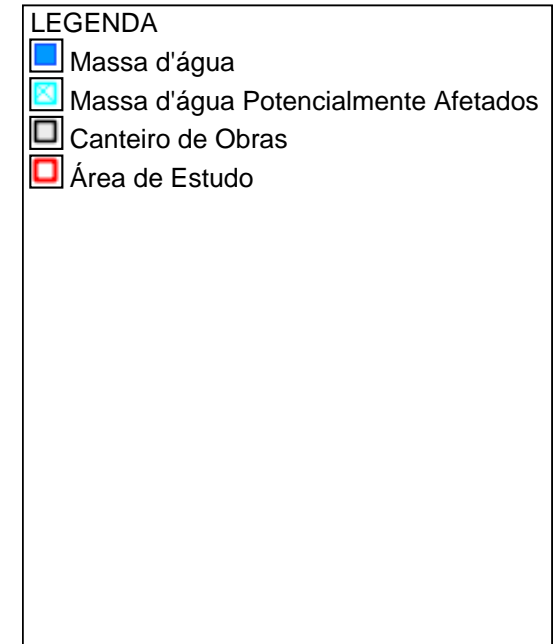 LEGENDA
Massa d'água
Massa d'água Potencialmente Afetados
Canteiro de Obras
Área de Estudo